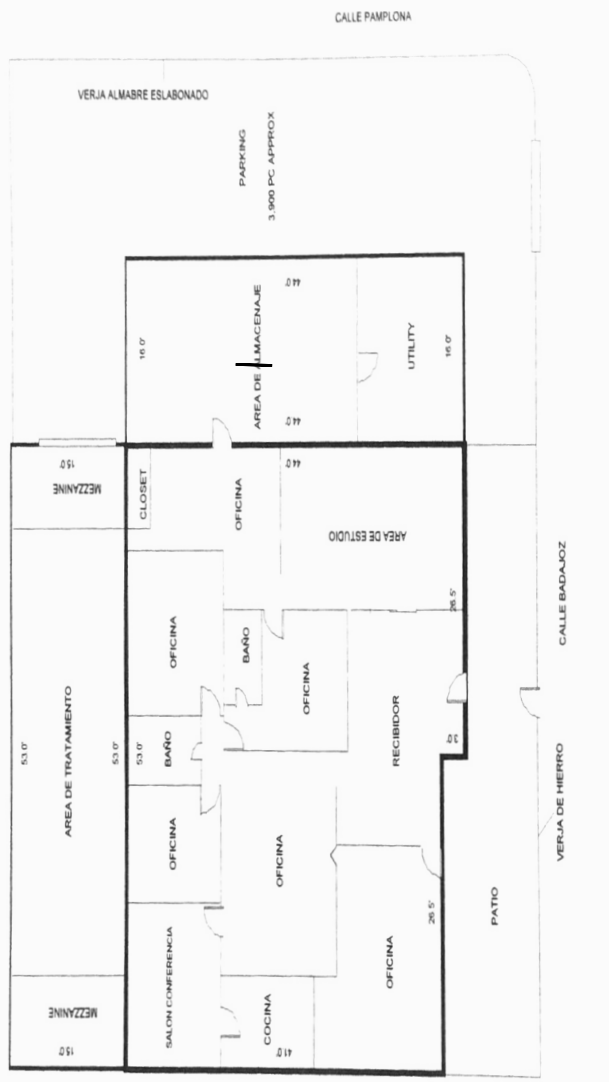 CALLE PAMPLONA
VERJA ALMABRE ESLABONADO
PARKING
3,900 PC APPROX
16.0'
AREA DE ALMACENAJE
44.0'
44.0'
UTILITY
16.0'
15.0'
MEZZANINE
CLOSET
OFICINA
44.0'
AREA DE ESTUDIO
26.5'
CALLE BADAJOZ
OFICINA
BAÑO
OFICINA
RECIBIDOR
3.0'
53.0'
AREA DE TRATAMIENTO
53.0'
53.0'
BAÑO
OFICINA
OFICINA
VERJA DE HIERRO
PATIO
26.5'
OFICINA
SALON CONFERENCIA
COCINA
41.0'
MEZZANINE
15.0'